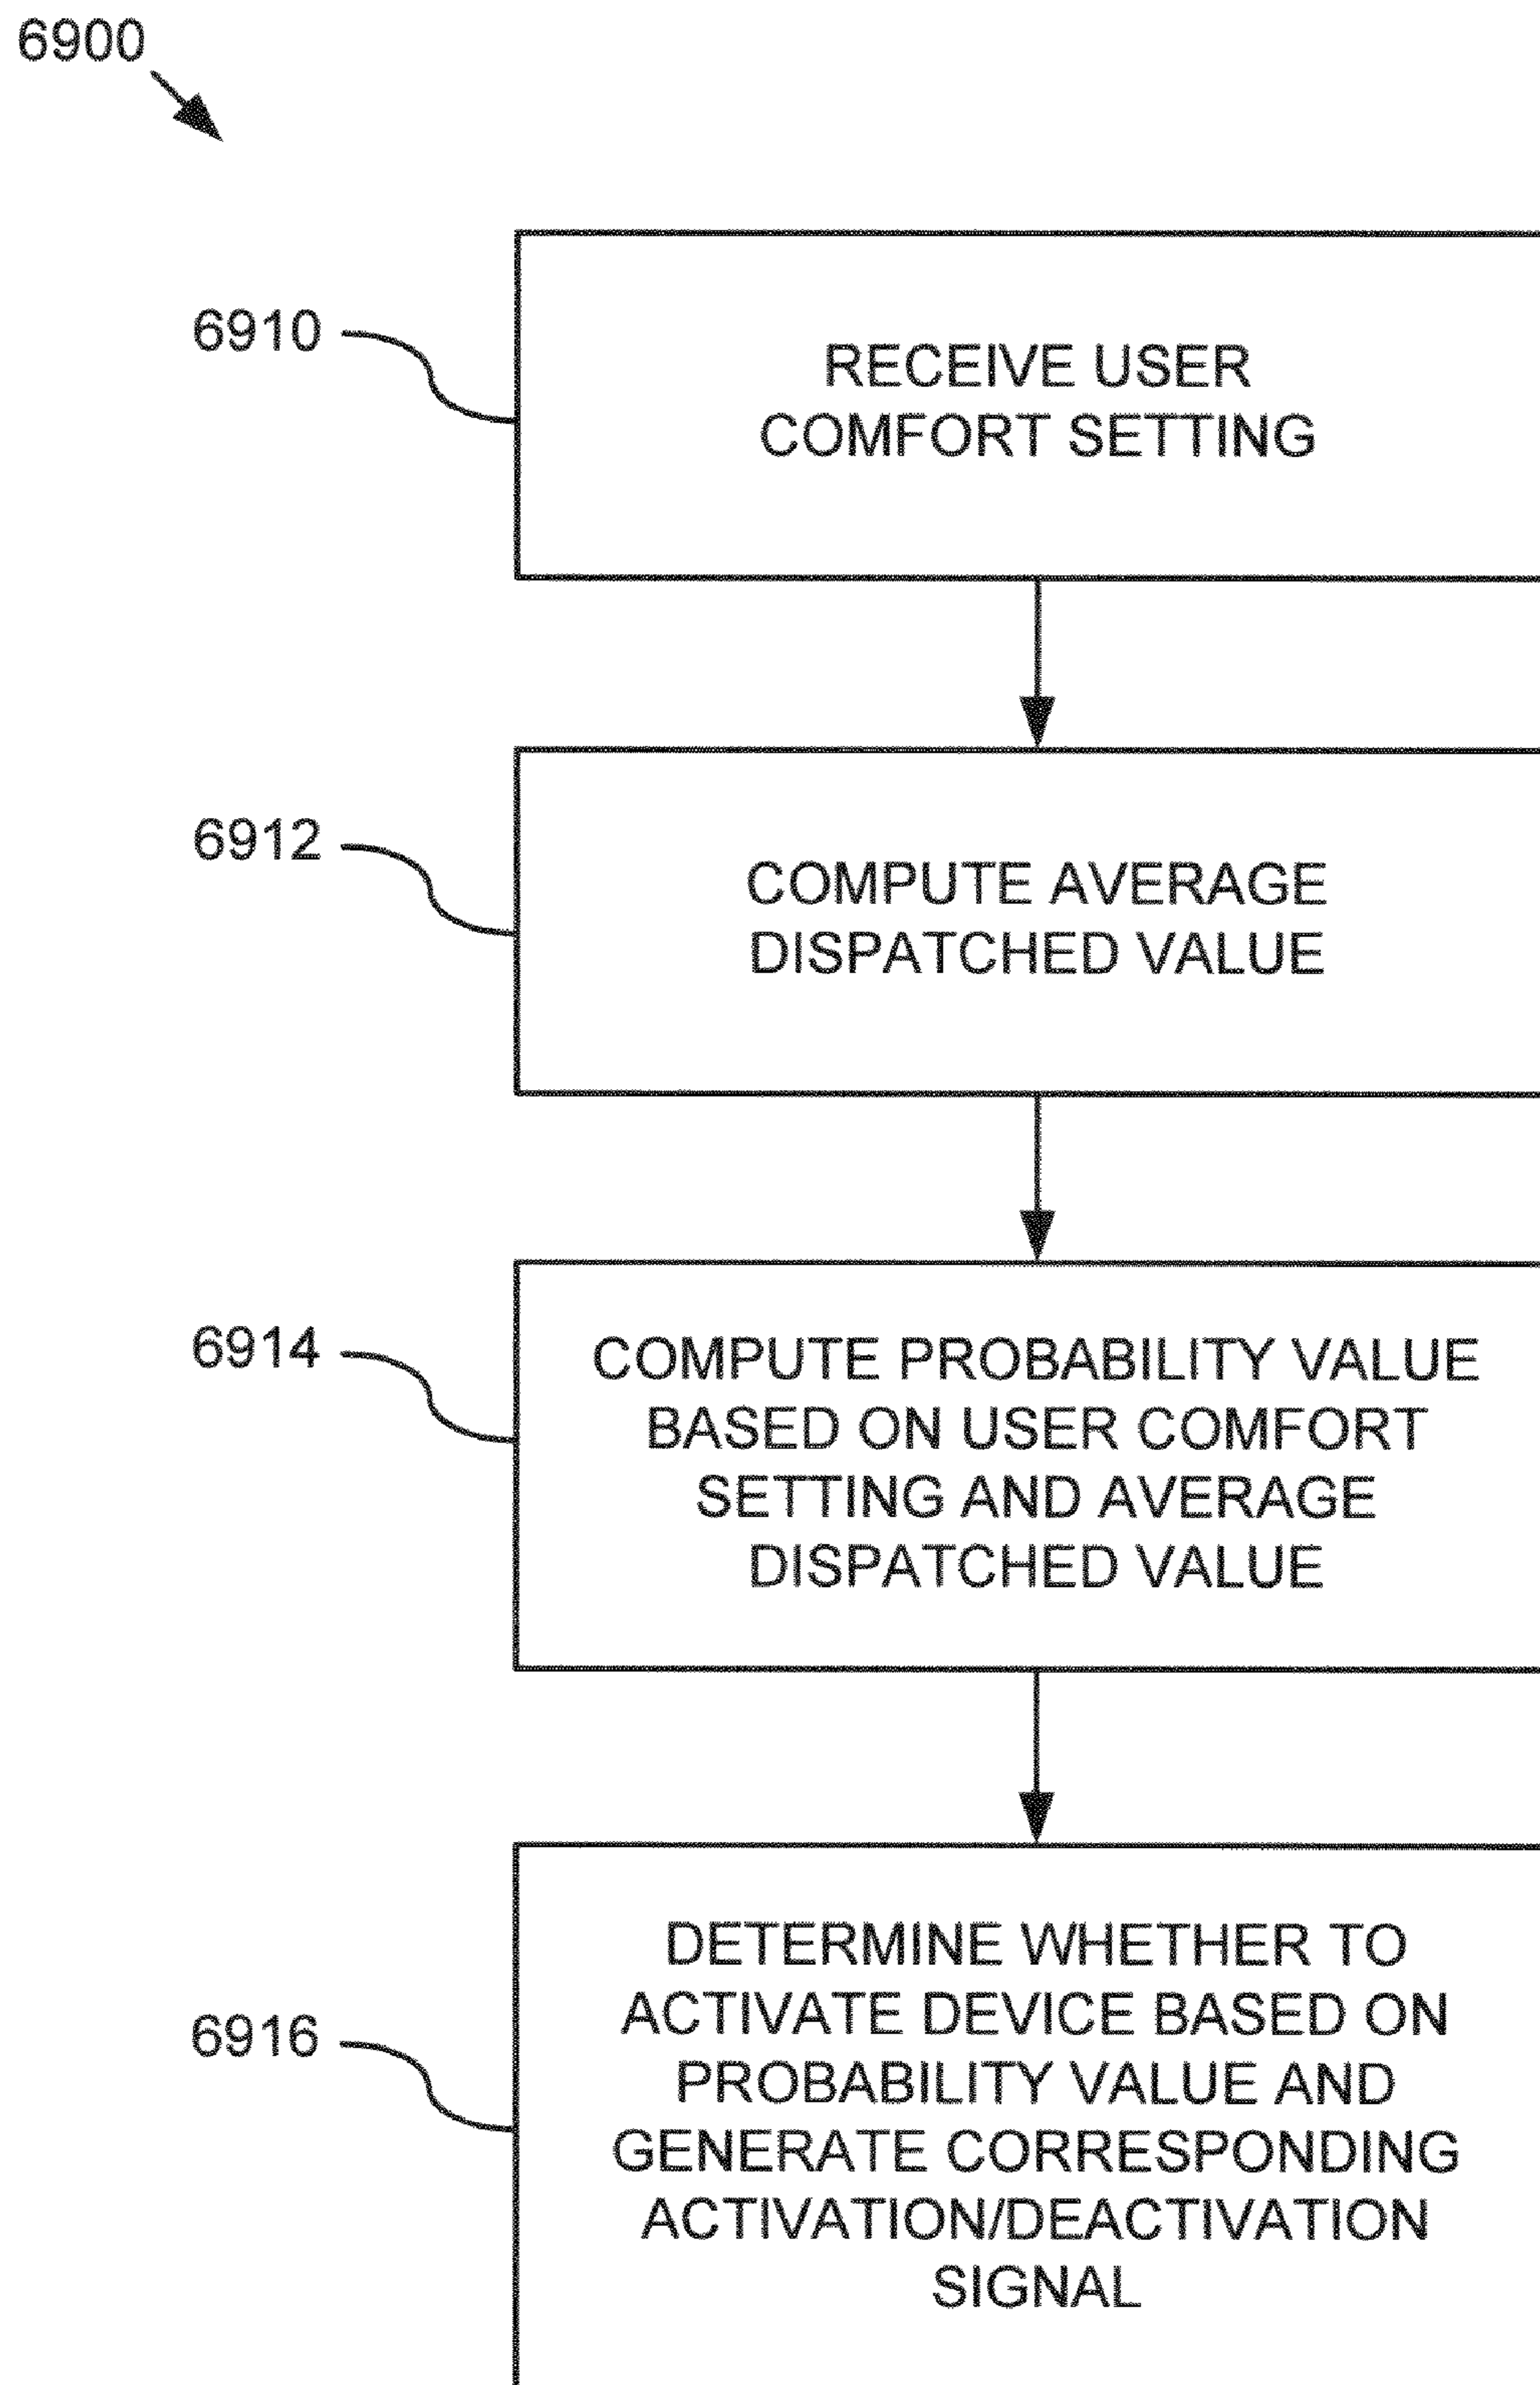 6900
6910
RECEIVE USER
COMFORT SETTING
6912
COMPUTE AVERAGE
DISPATCHED VALUE
6914
COMPUTE PROBABILITY VALUE
BASED ON USER COMFORT
SETTING AND AVERAGE
DISPATCHED VALUE
6916
DETERMINE WHETHER TO
ACTIVATE DEVICE BASED ON
PROBABILITY VALUE AND
GENERATE CORRESPONDING
ACTIVATION/DEACTIVATION
SIGNAL